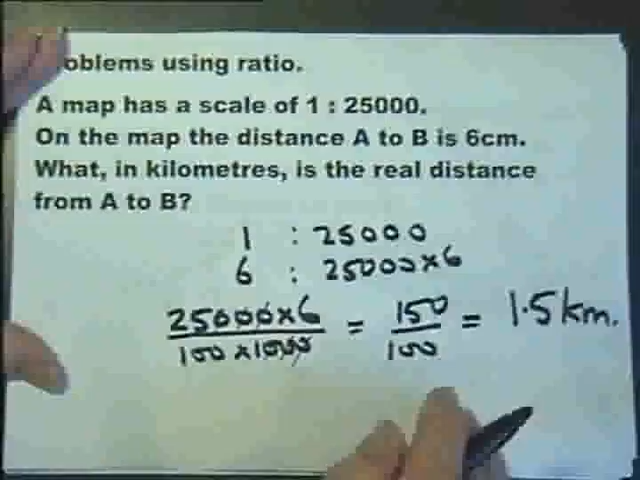 oblems using ratio.
A map has a scale of 1 : 25000.
On the map the distance A to B is 6cm.
What, in kilometres, is the real distance
from A to B?
1 : 25000
6 : 25000×6
25000×6 / 100×1000 = 150 / 100 = 1.5km.